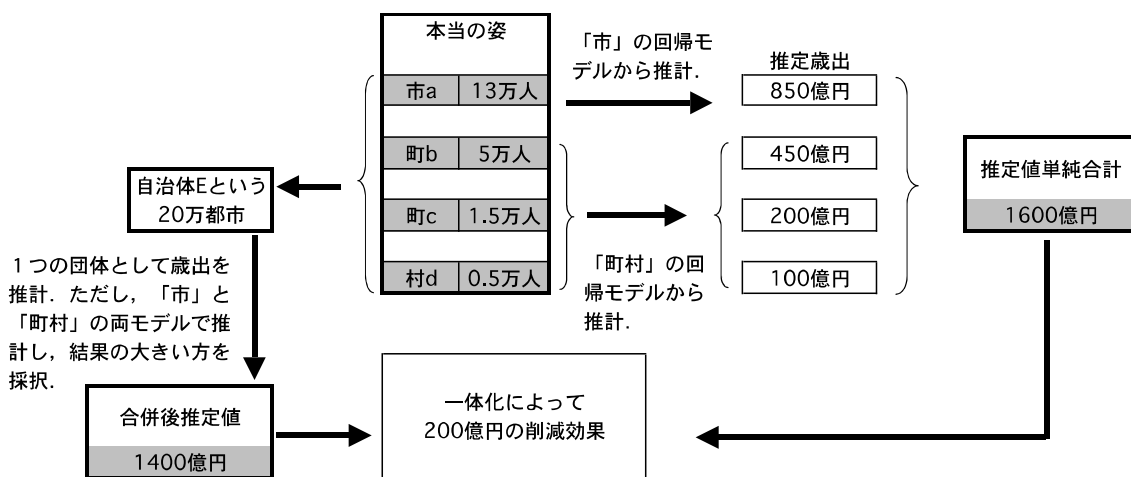 本当の姿
市a 13万人
町b 5万人
町c 1.5万人
村d 0.5万人
「市」の回帰モ
デルから推計.
「町村」の回
帰モデルから
推計.
推定歳出
850億円
450億円
200億円
100億円
推定値単純合計
1600億円
自治体Eという
20万都市
1つの団体として歳出を
推計.ただし,「市」と
「町村」の両モデルで推
計し,結果の大きい方を
採択.
合併後推定値
1400億円
一体化によって
200億円の削減効果